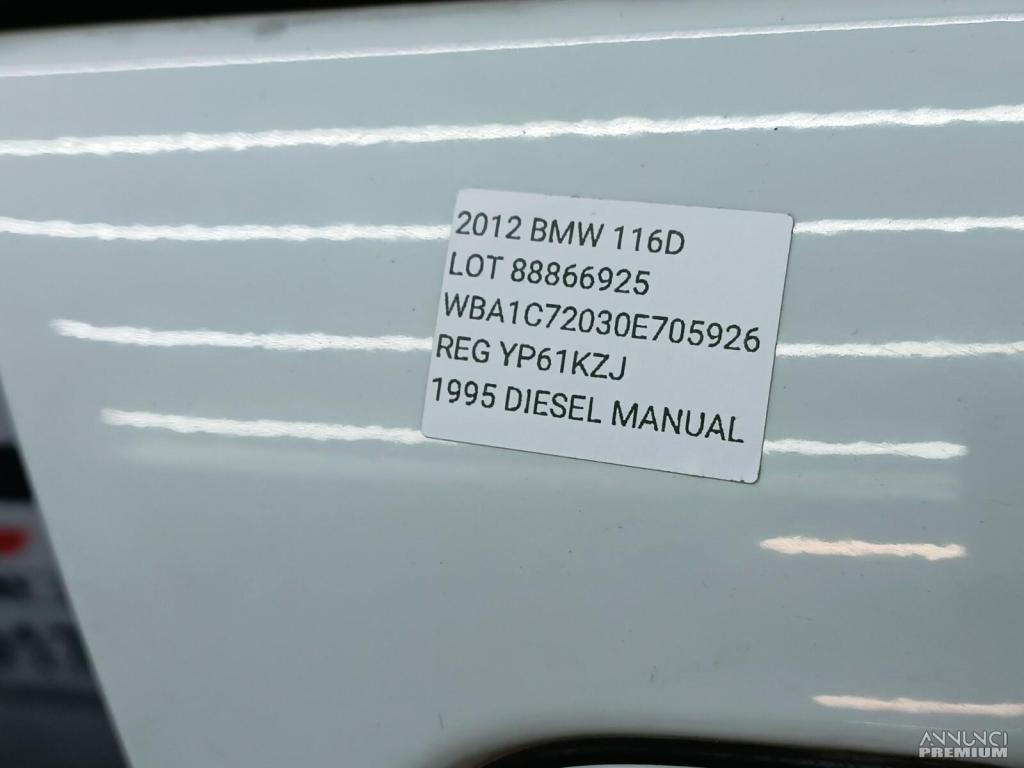 2012 BMW 116D
LOT 88866925
WBA1C72030E705926
REG YP61KZJ
1995 DIESEL MANUAL
ANNUNCI
PREMIUM